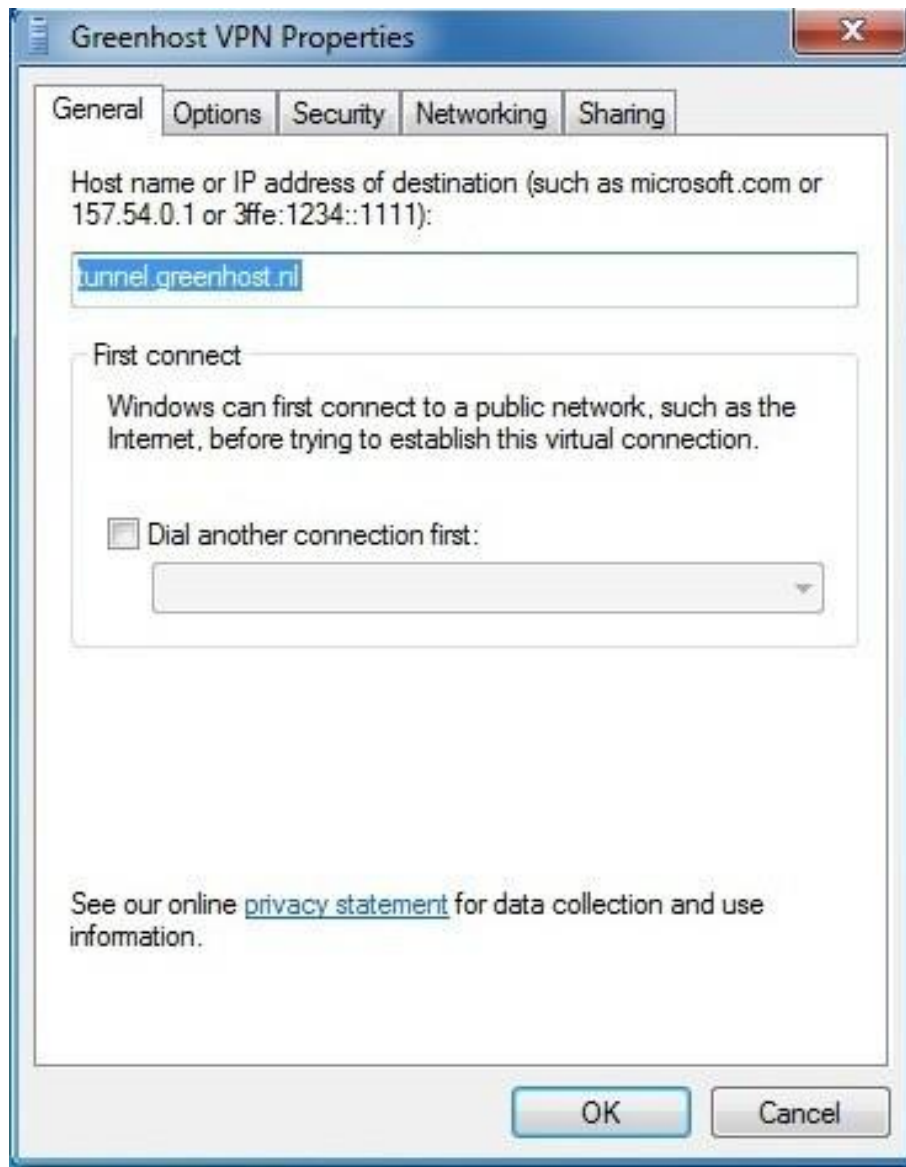 Greenhost VPN Properties
General Options Security Networking Sharing
Host name or IP address of destination (such as microsoft.com or
157.54.0.1 or 3ffe:1234::1111):
tunnel.greenhost.nl
First connect
Windows can first connect to a public network, such as the
Internet, before trying to establish this virtual connection.
Dial another connection first:
See our online privacy statement for data collection and use
information.
OK Cancel